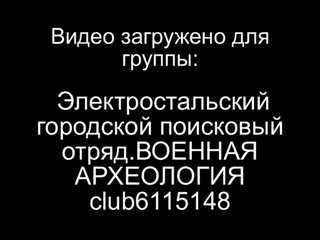 Видео загружено для
группы:
Электростальский
городской поисковый
отряд.ВОЕННАЯ
АРХЕОЛОГИЯ
club6115148